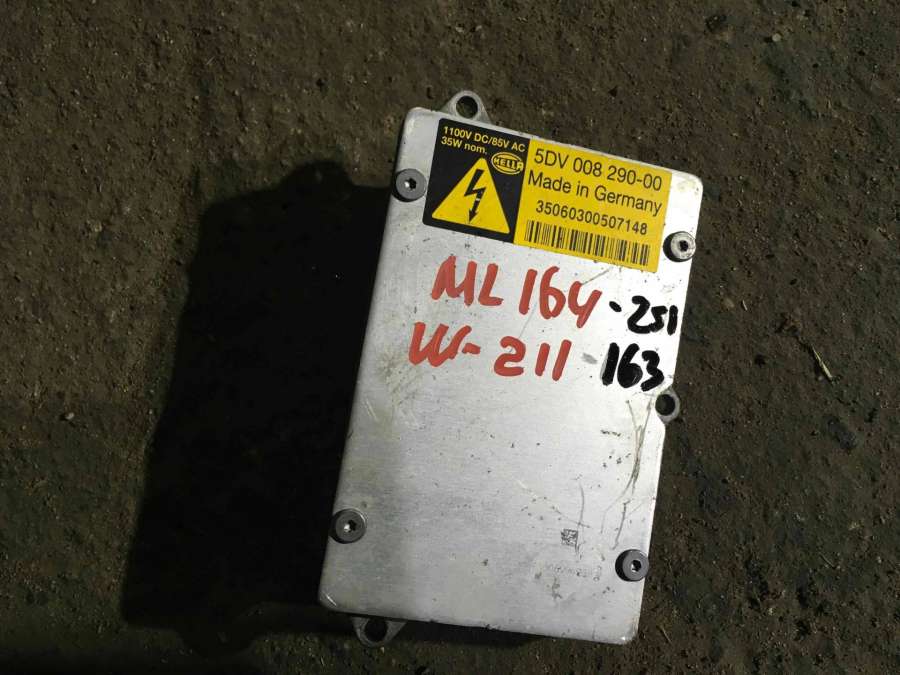 1100V DC/85V AC
35W nom.
HELLA
5DV 008 290-00
Made in Germany
35060300507148
ML 164 - 251
W-211 163